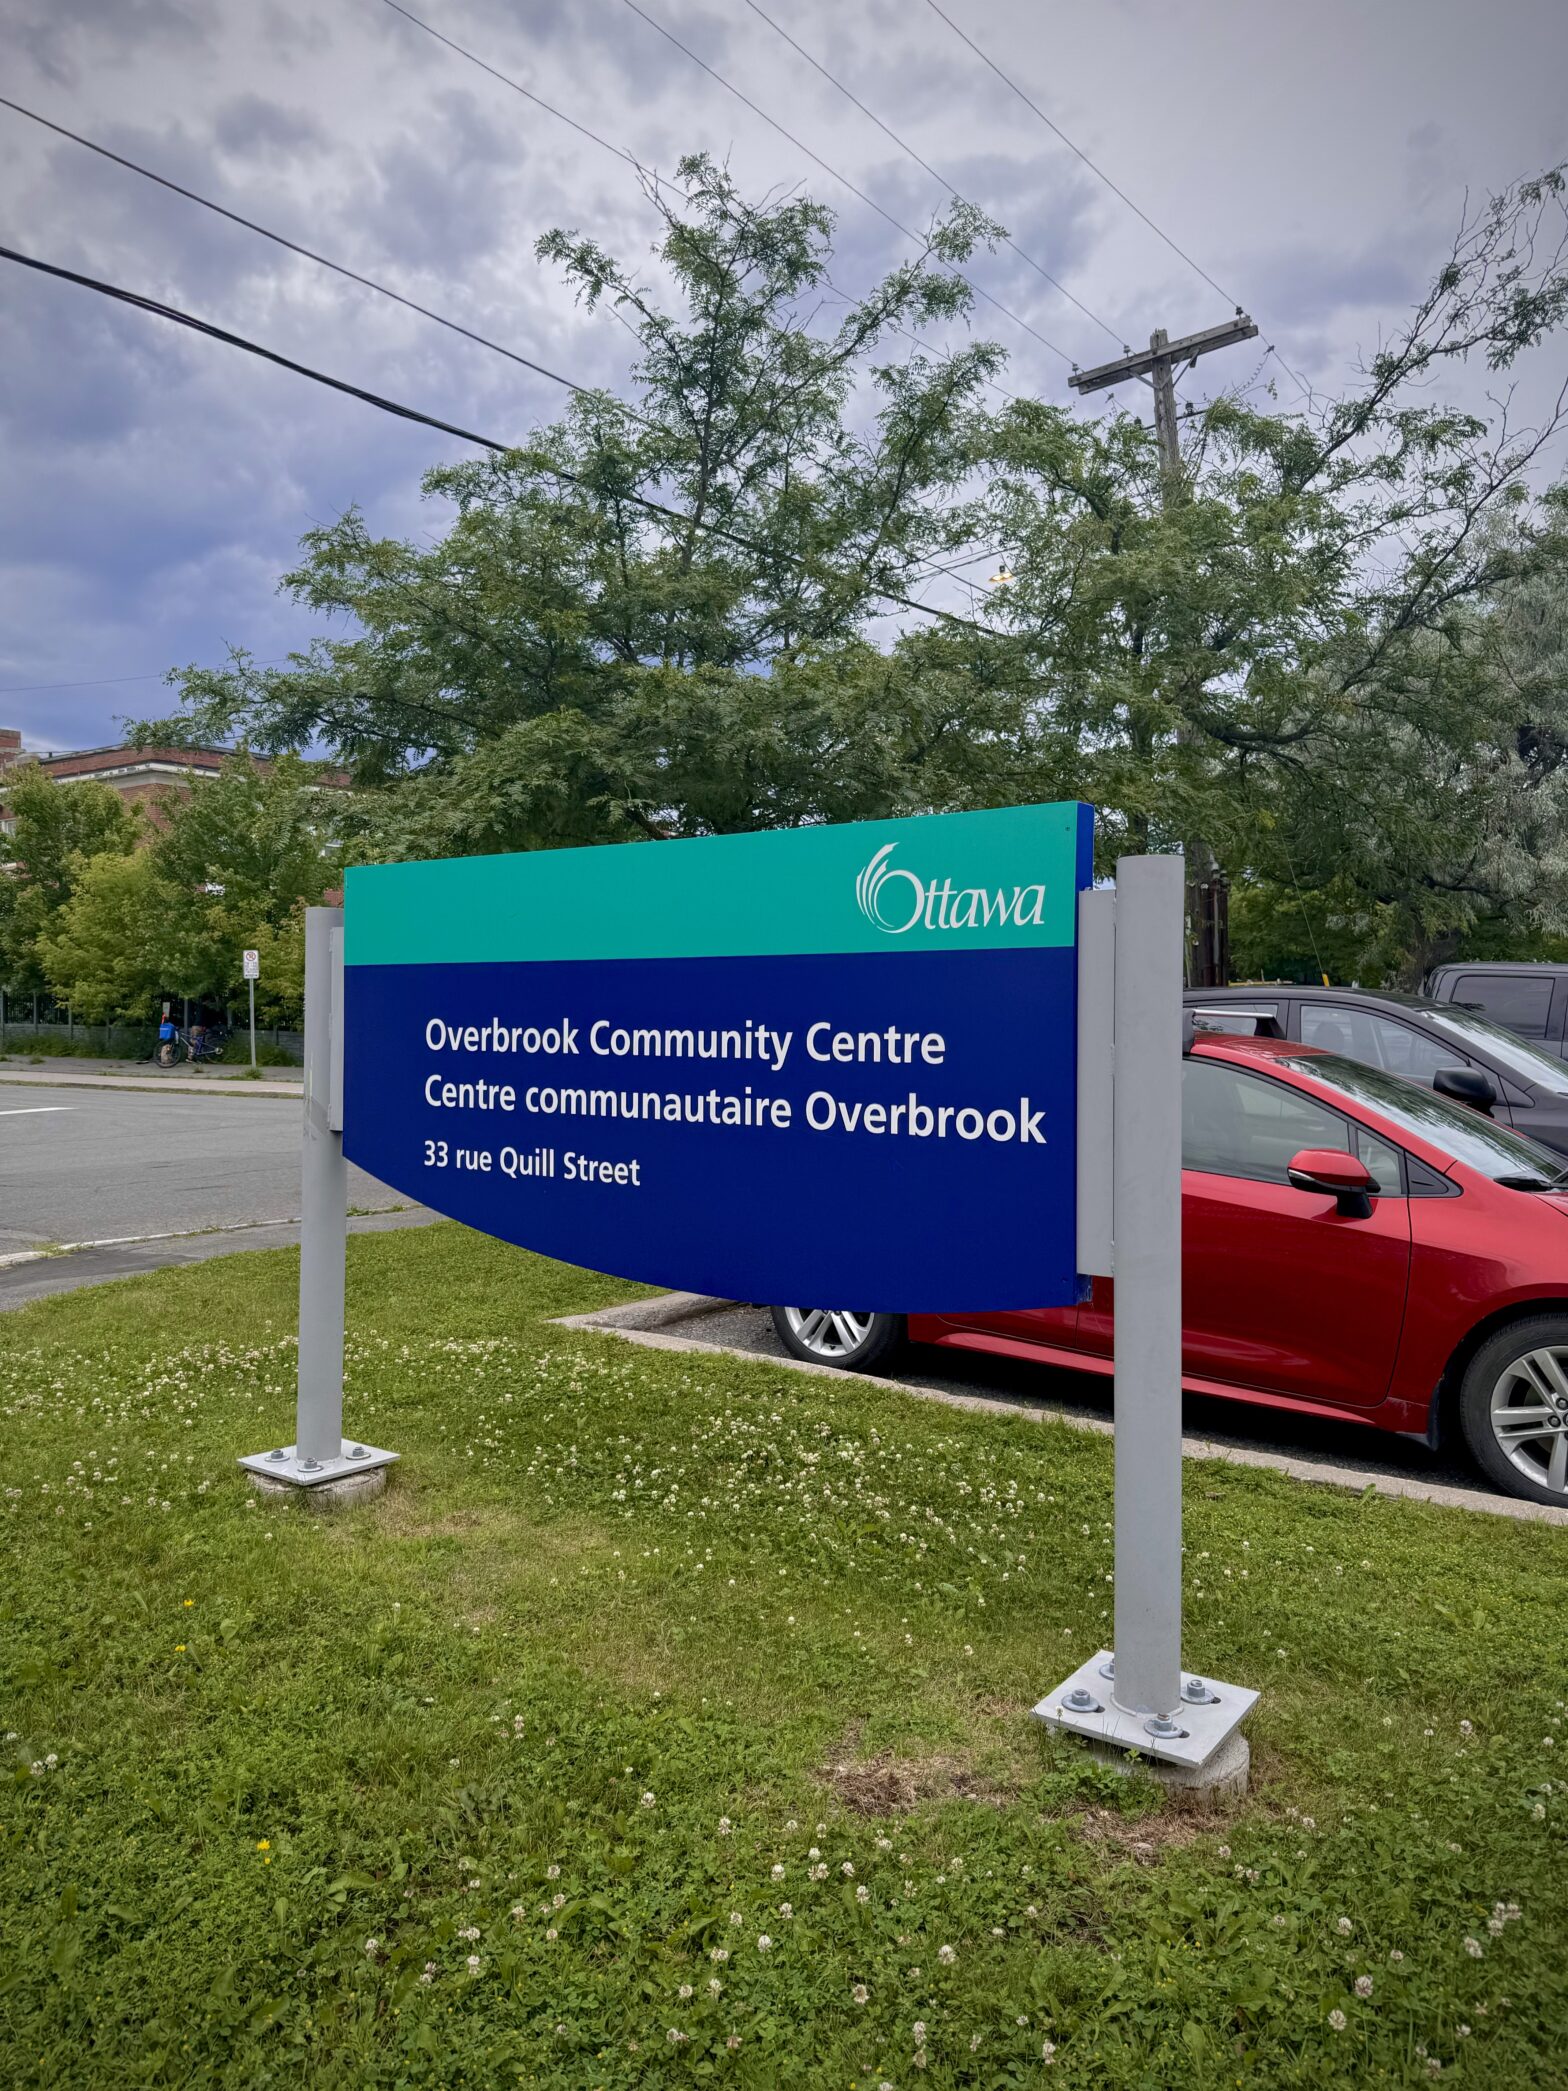 Ottawa
Overbrook Community Centre
Centre communautaire Overbrook
33 rue Quill Street